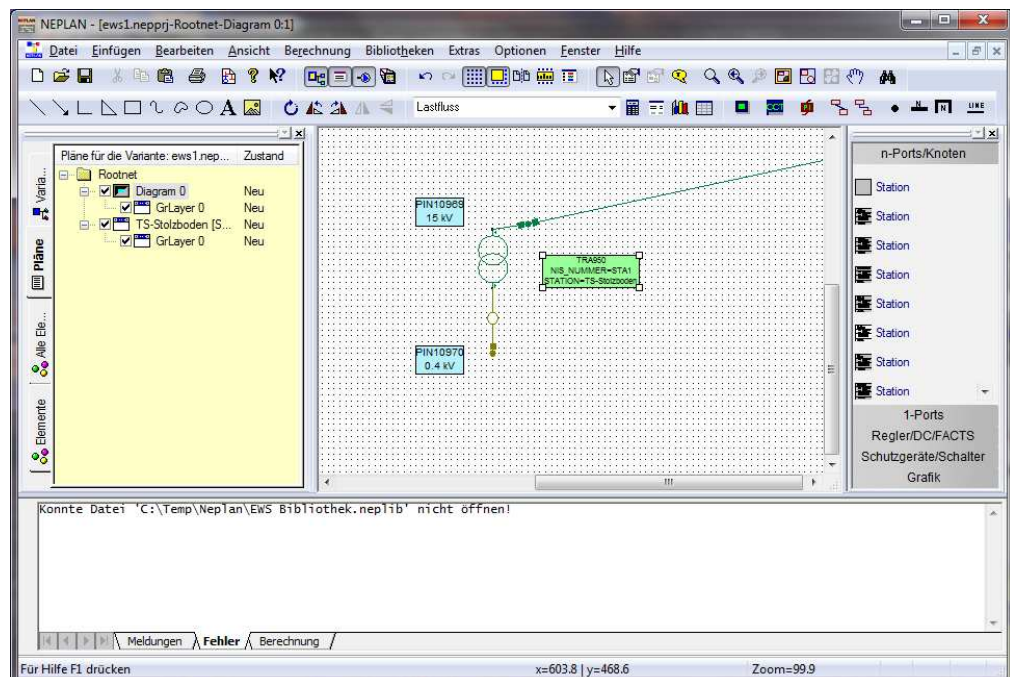 NEPLAN - [ews1.nepprj-Rootnet-Diagram 0:1]
Datei Einfügen Bearbeiten Ansicht Berechnung Bibliotheken Extras Optionen Fenster Hilfe
A Lastfluss
CCT
N
LINE
Pläne für die Variante: ews1.nep... Zustand
Rootnet
Diagram 0 Neu
GrLayer 0 Neu
TS-Stolzboden [S... Neu
GrLayer 0 Neu
Varia...
Pläne
Alle Ele...
Elemente
PIN10969
15 kV
TRA950
NIS_NUMMER=STA1
STATION=TS-Stolzboden
PIN10970
0.4 kV
n-Ports/Knoten
Station
Station
Station
Station
Station
Station
Station
Station
1-Ports
Regler/DC/FACTS
Schutzgeräte/Schalter
Grafik
Konnte Datei 'C:\Temp\Neplan\EWS Bibliothek.neplib' nicht öffnen!
Meldungen Fehler Berechnung
Für Hilfe F1 drücken x=603.8 | y=468.6 Zoom=99.9